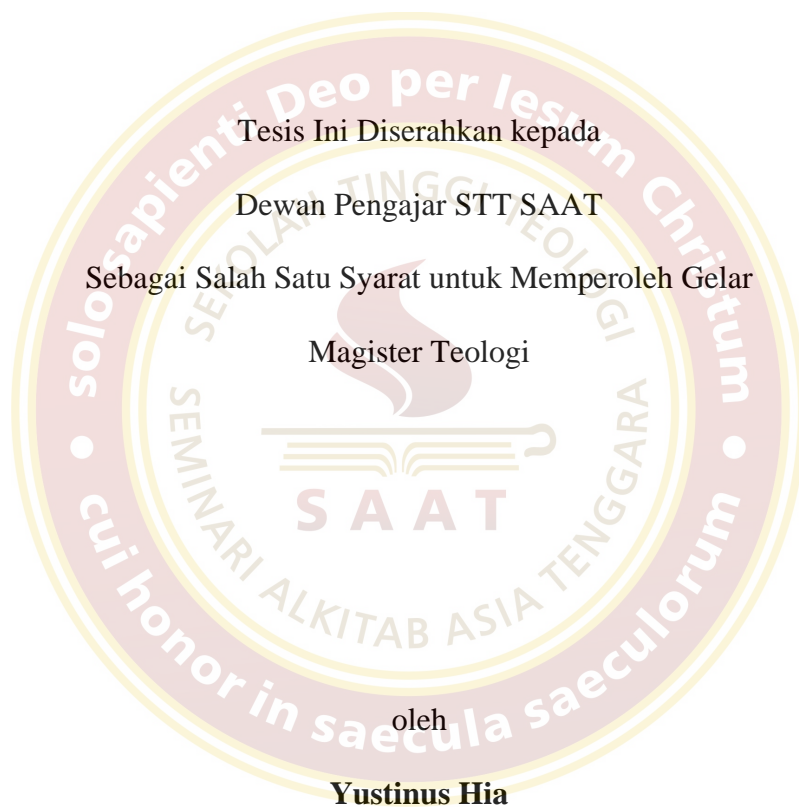 Tesis Ini Diserahkan kepada
Dewan Pengajar STT SAAT
Sebagai Salah Satu Syarat untuk Memperoleh Gelar
Magister Teologi
oleh
Yustinus Hia
solo sapienti Deo per Iesum Christum
cui honor in saecula saeculorum
SEKOLAH TINGGI TEOLOGI
SEMINARI ALKITAB ASIA TENGGARA
SAAT